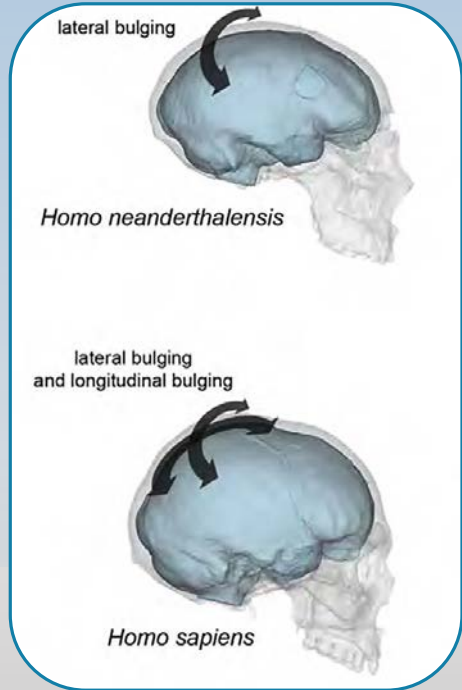 lateral bulging
Homo neanderthalensis
lateral bulging
and longitudinal bulging
Homo sapiens